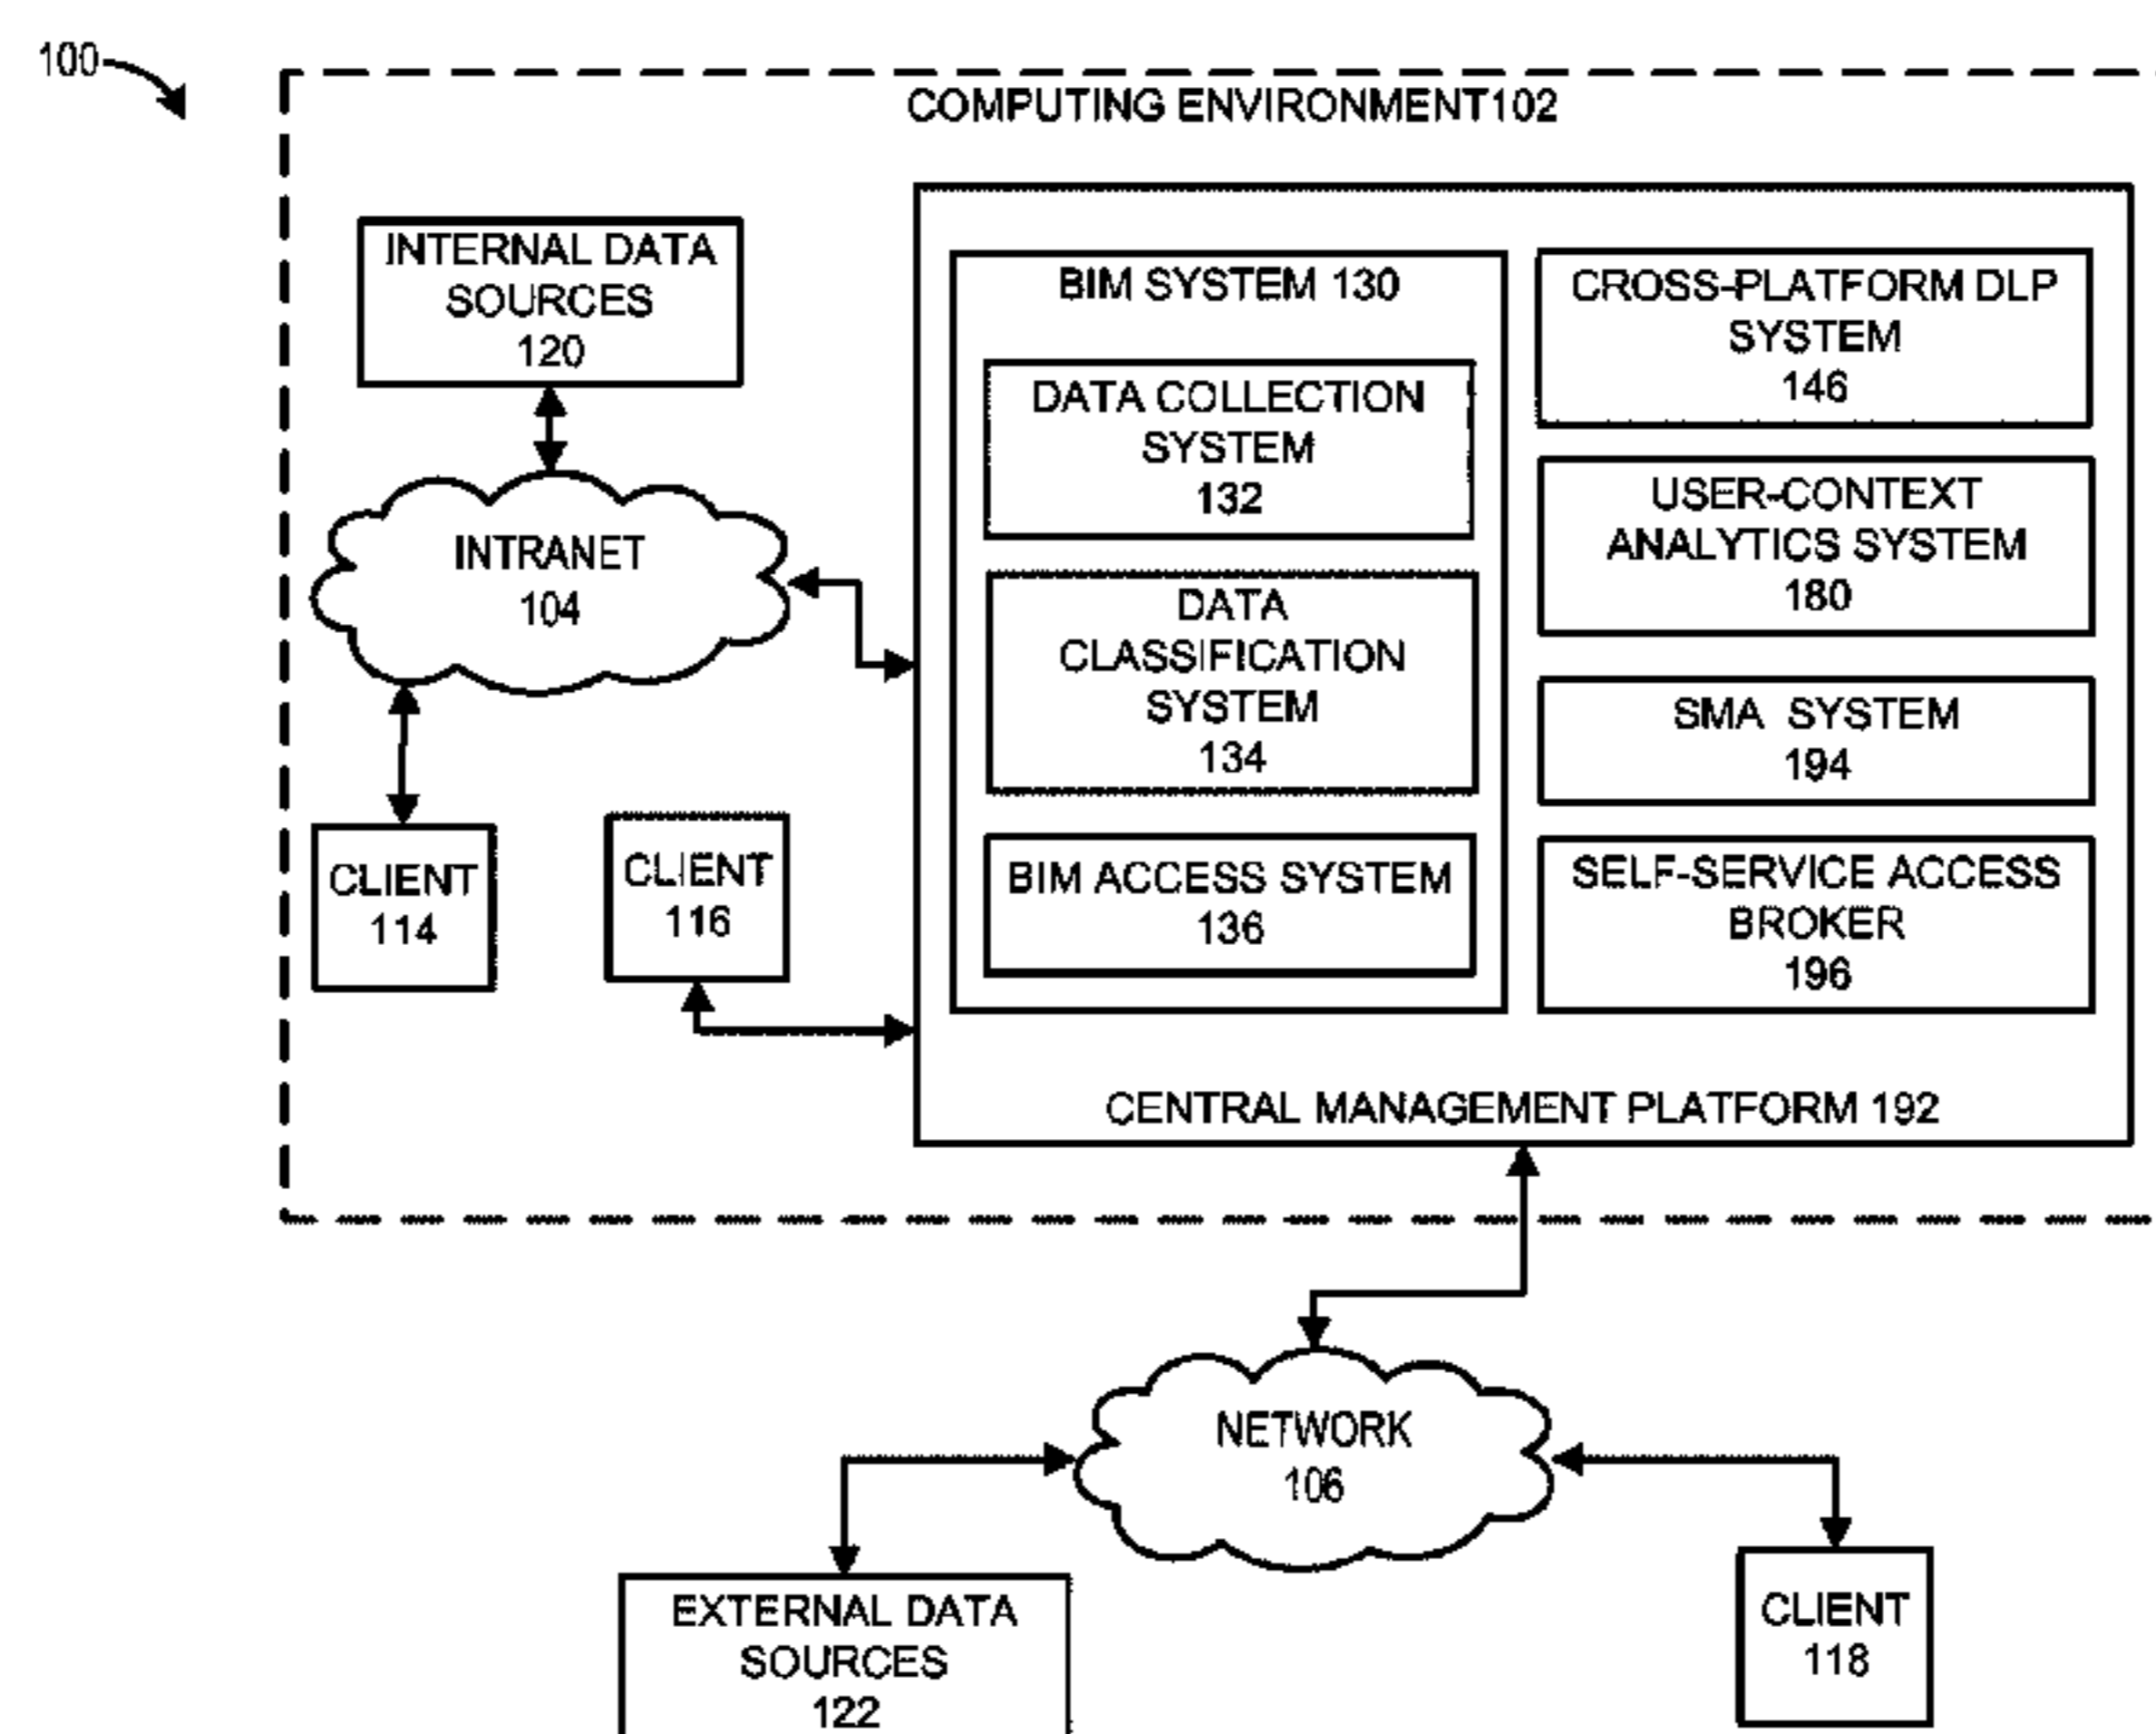 100
COMPUTING ENVIRONMENT102
INTERNAL DATA
SOURCES
120
INTRANET
104
CLIENT
114
CLIENT
116
BIM SYSTEM 130
DATA COLLECTION
SYSTEM
132
DATA
CLASSIFICATION
SYSTEM
134
BIM ACCESS SYSTEM
136
CROSS-PLATFORM DLP
SYSTEM
146
USER-CONTEXT
ANALYTICS SYSTEM
180
SMA SYSTEM
194
SELF-SERVICE ACCESS
BROKER
196
CENTRAL MANAGEMENT PLATFORM 192
NETWORK
106
EXTERNAL DATA
SOURCES
122
CLIENT
118